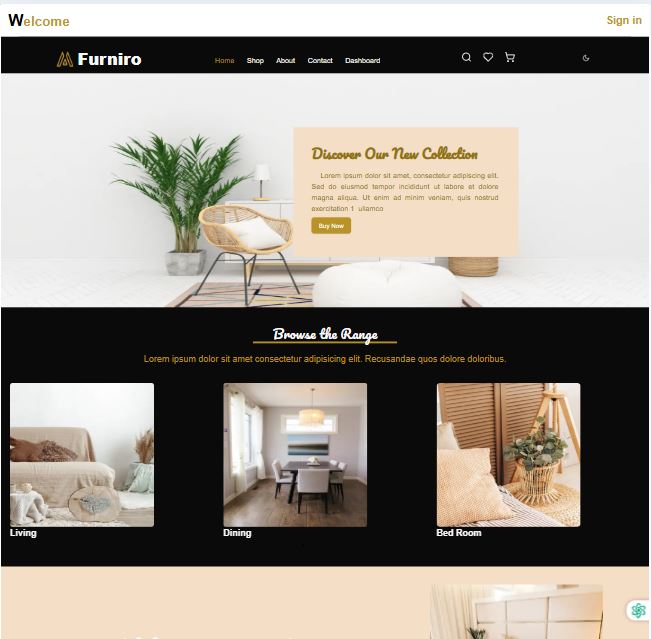 Welcome
Sign in
Furniro
Home Shop About Contact Dashboard
Discover Our New Collection
Lorem ipsum dolor sit amet, consectetur adipiscing elit.
Sed do eiusmod tempor incididunt ut labore et dolore
magna aliqua. Ut enim ad minim veniam, quis nostrud
exercitation 1 ullamco
Buy Now
Browse the Range
Lorem ipsum dolor sit amet consectetur adipisicing elit. Recusandae quos dolore doloribus.
Living
Dining
Bed Room